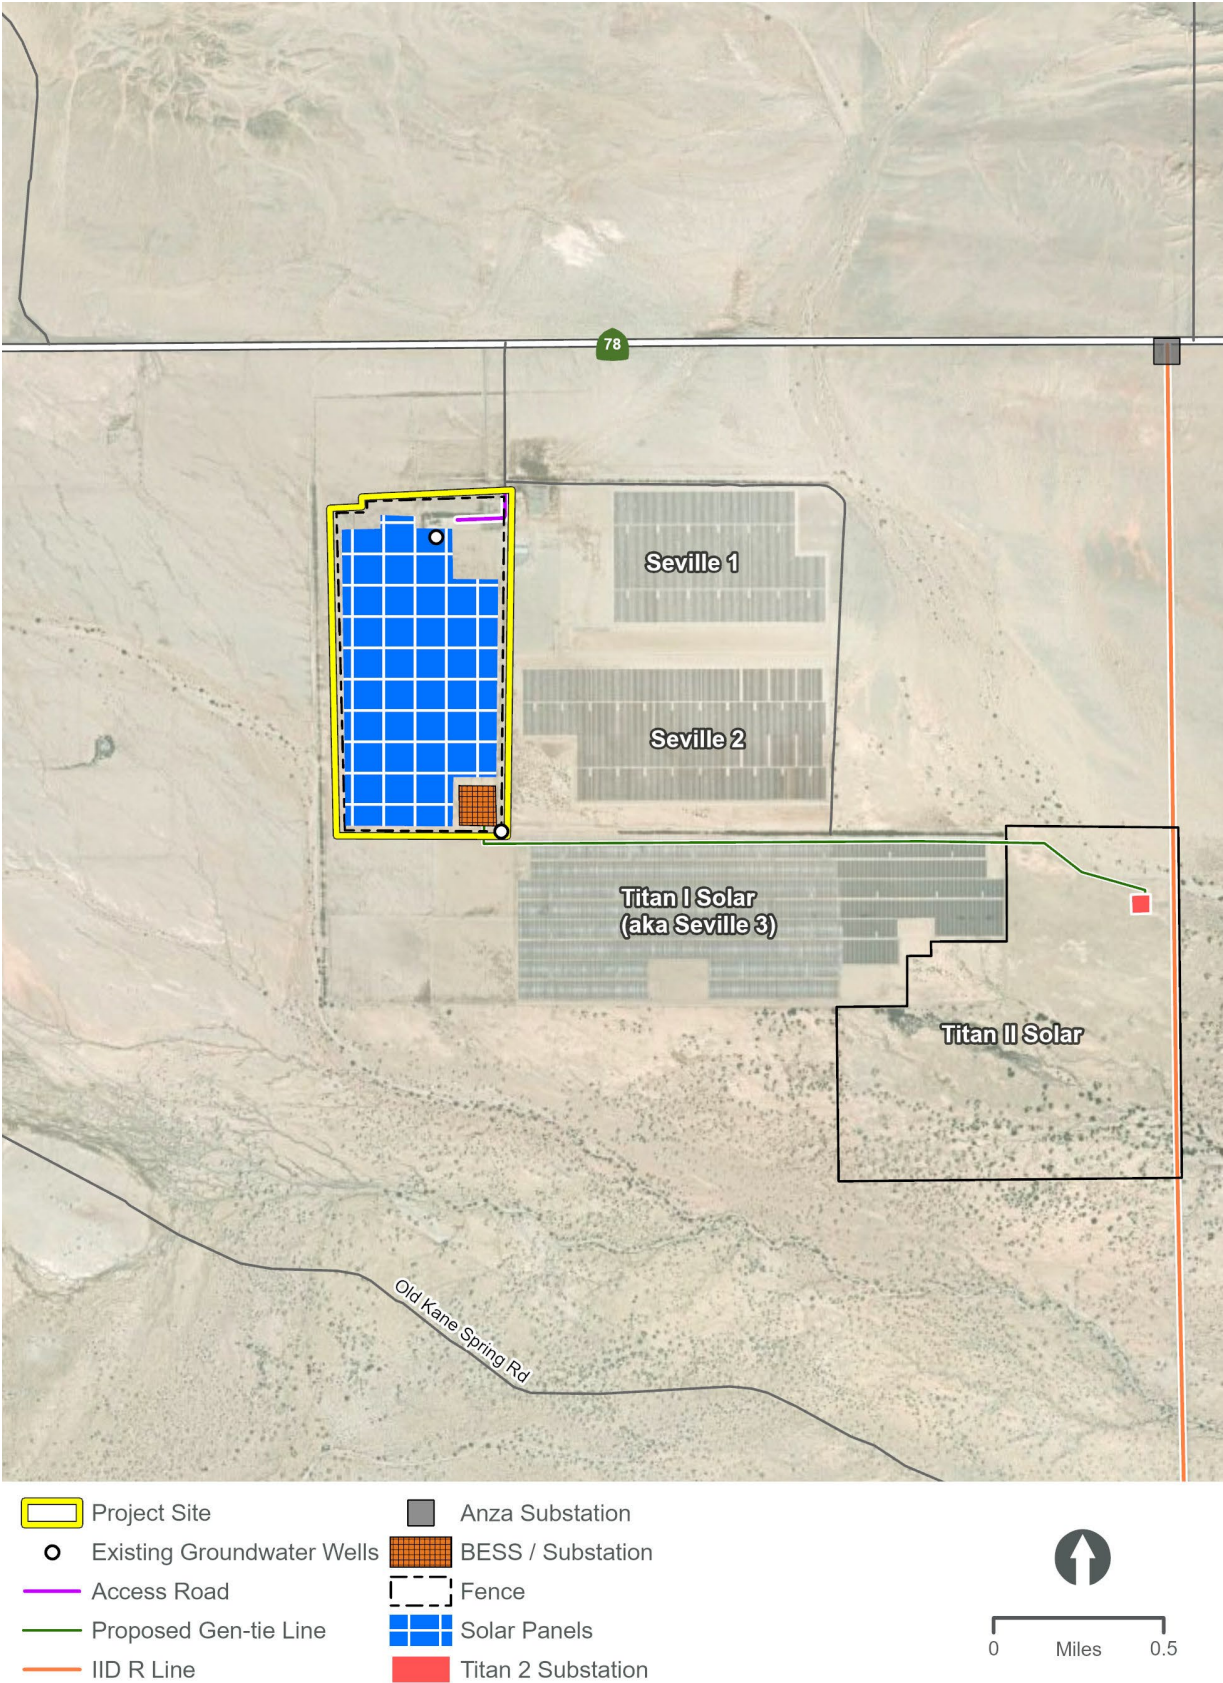 78
Seville 1
Seville 2
Titan I Solar
(aka Seville 3)
Titan II Solar
Old Kane Spring Rd
Project Site
Existing Groundwater Wells
Access Road
Proposed Gen-tie Line
IID R Line
Anza Substation
BESS / Substation
Fence
Solar Panels
Titan 2 Substation
0 Miles 0.5